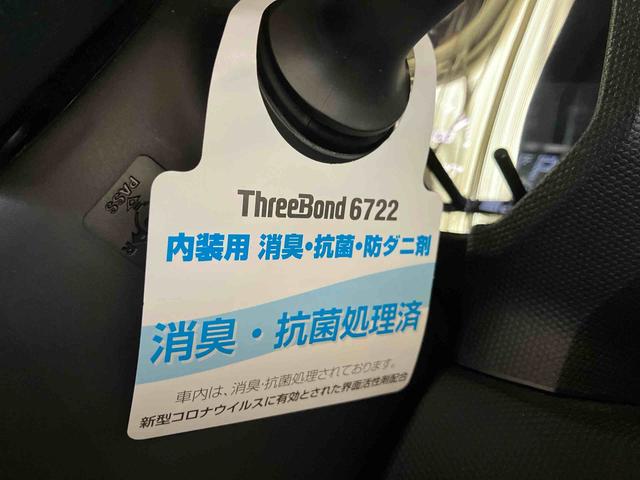 ThreeBond 6722
内装用 消臭・抗菌・防ダニ剤
消臭・抗菌処理済
車内は、消臭・抗菌処理されております。
新型コロナウイルスに有効とされた界面活性剤配合
PASS